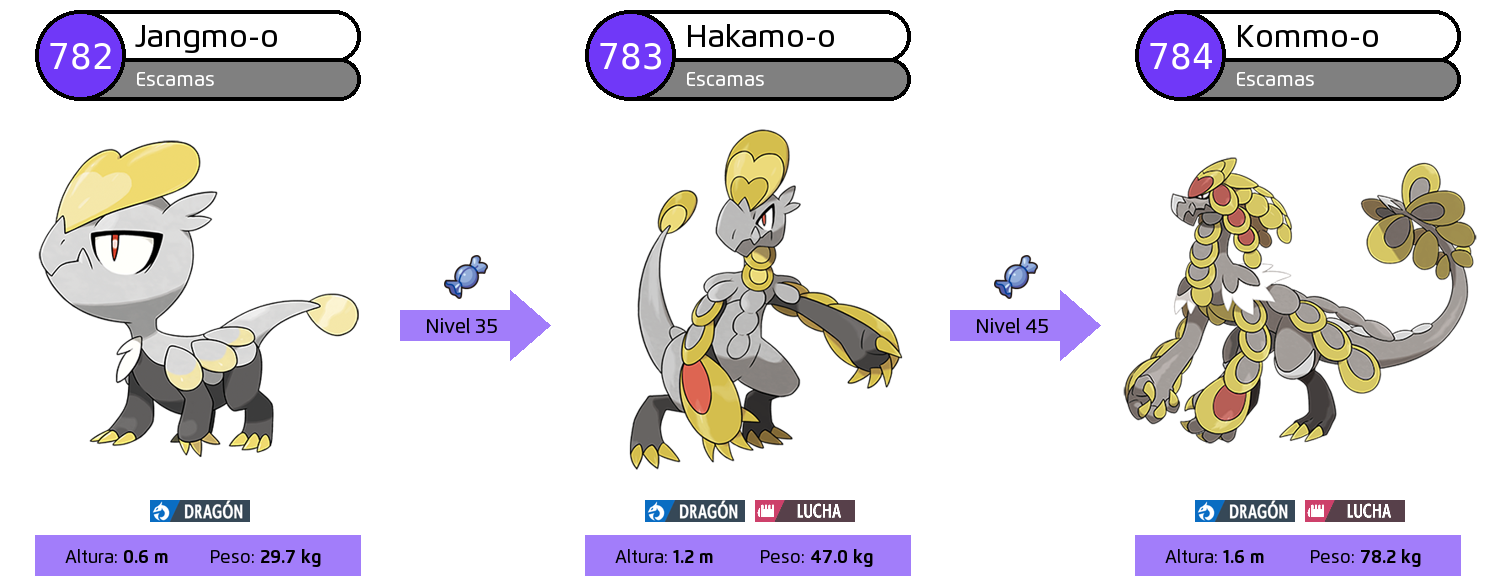 782
Jangmo-o
Escamas
783
Hakamo-o
Escamas
784
Kommo-o
Escamas
Nivel 35
Nivel 45
DRAGÓN
DRAGÓN
LUCHA
DRAGÓN
LUCHA
Altura: 0.6 m Peso: 29.7 kg
Altura: 1.2 m Peso: 47.0 kg
Altura: 1.6 m Peso: 78.2 kg